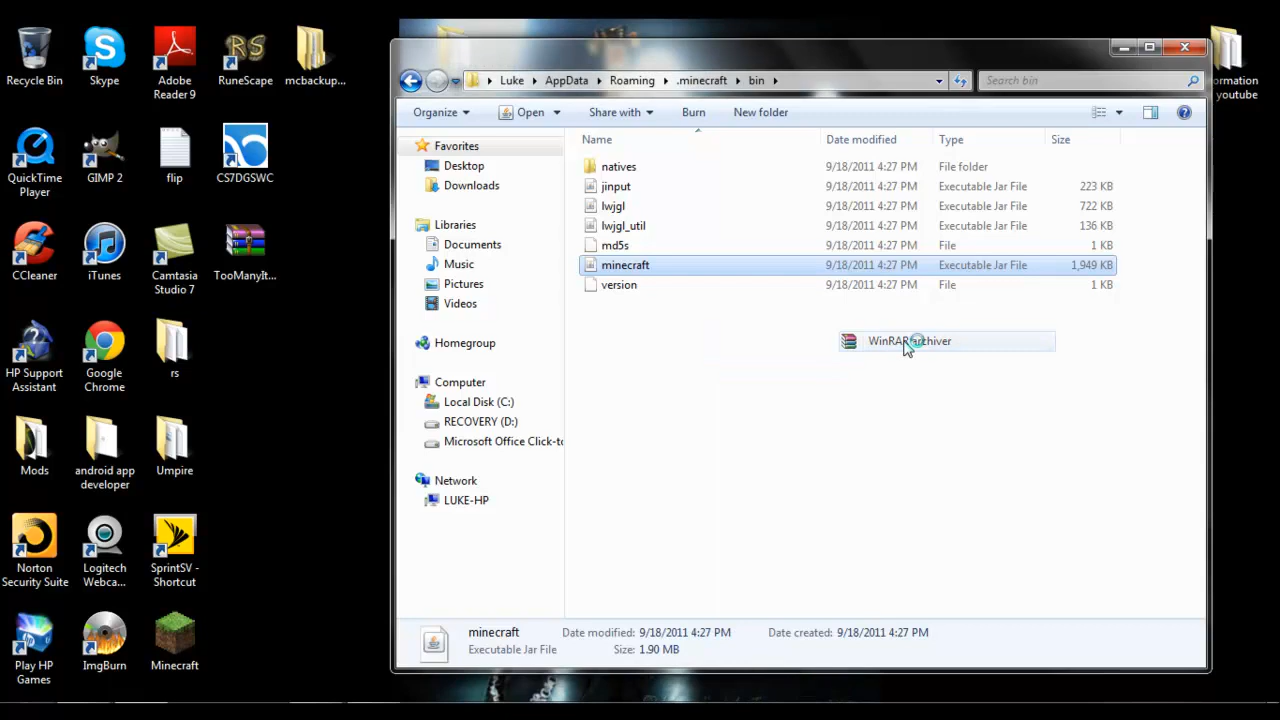 Recycle Bin
Skype
Adobe
Reader 9
RuneScape
mcbackup...
QuickTime
Player
GIMP 2
flip
CS7DGSWC
CCleaner
iTunes
Camtasia
Studio 7
TooManyIt...
HP Support
Assistant
Google
Chrome
rs
Mods
android app
developer
Umpire
Norton
Security Suite
Logitech
Webca...
SprintSV -
Shortcut
Play HP
Games
ImgBurn
Minecraft
Luke
AppData
Roaming
.minecraft
bin
Search bin
Organize
Open
Share with
Burn
New folder
Favorites
Desktop
Downloads
Libraries
Documents
Music
Pictures
Videos
Homegroup
Computer
Local Disk (C:)
RECOVERY (D:)
Microsoft Office Click-to
Network
LUKE-HP
Name Date modified Type Size
natives 9/18/2011 4:27 PM File folder
jinput 9/18/2011 4:27 PM Executable Jar File 223 KB
lwjgl 9/18/2011 4:27 PM Executable Jar File 722 KB
lwjgl_util 9/18/2011 4:27 PM Executable Jar File 136 KB
md5s 9/18/2011 4:27 PM File 1 KB
minecraft 9/18/2011 4:27 PM Executable Jar File 1,949 KB
version 9/18/2011 4:27 PM File 1 KB
WinRAR archiver
minecraft Date modified: 9/18/2011 4:27 PM Date created: 9/18/2011 4:27 PM
Executable Jar File Size: 1.90 MB
ormation
youtube